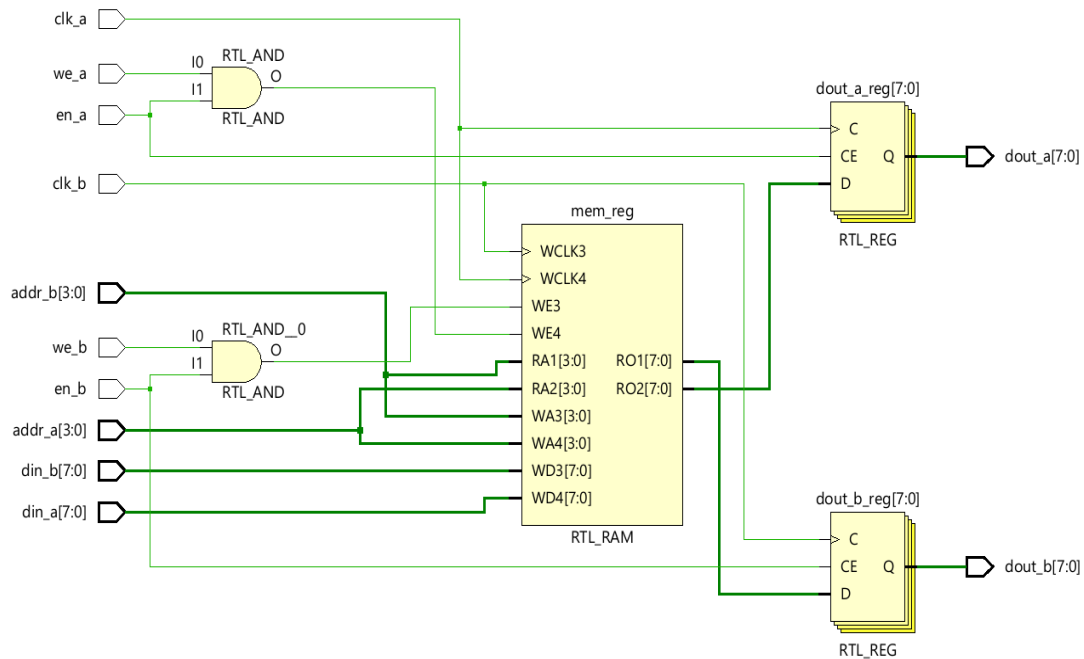 clk_a
we_a
en_a
clk_b
addr_b[3:0]
we_b
en_b
addr_a[3:0]
din_b[7:0]
din_a[7:0]
RTL_AND
I0
I1
O
RTL_AND
RTL_AND__0
I0
I1
O
RTL_AND
mem_reg
WCLK3
WCLK4
WE3
WE4
RA1[3:0] RO1[7:0]
RA2[3:0] RO2[7:0]
WA3[3:0]
WA4[3:0]
WD3[7:0]
WD4[7:0]
RTL_RAM
dout_a_reg[7:0]
C
CE Q
D
RTL_REG
dout_a[7:0]
dout_b_reg[7:0]
C
CE Q
D
RTL_REG
dout_b[7:0]